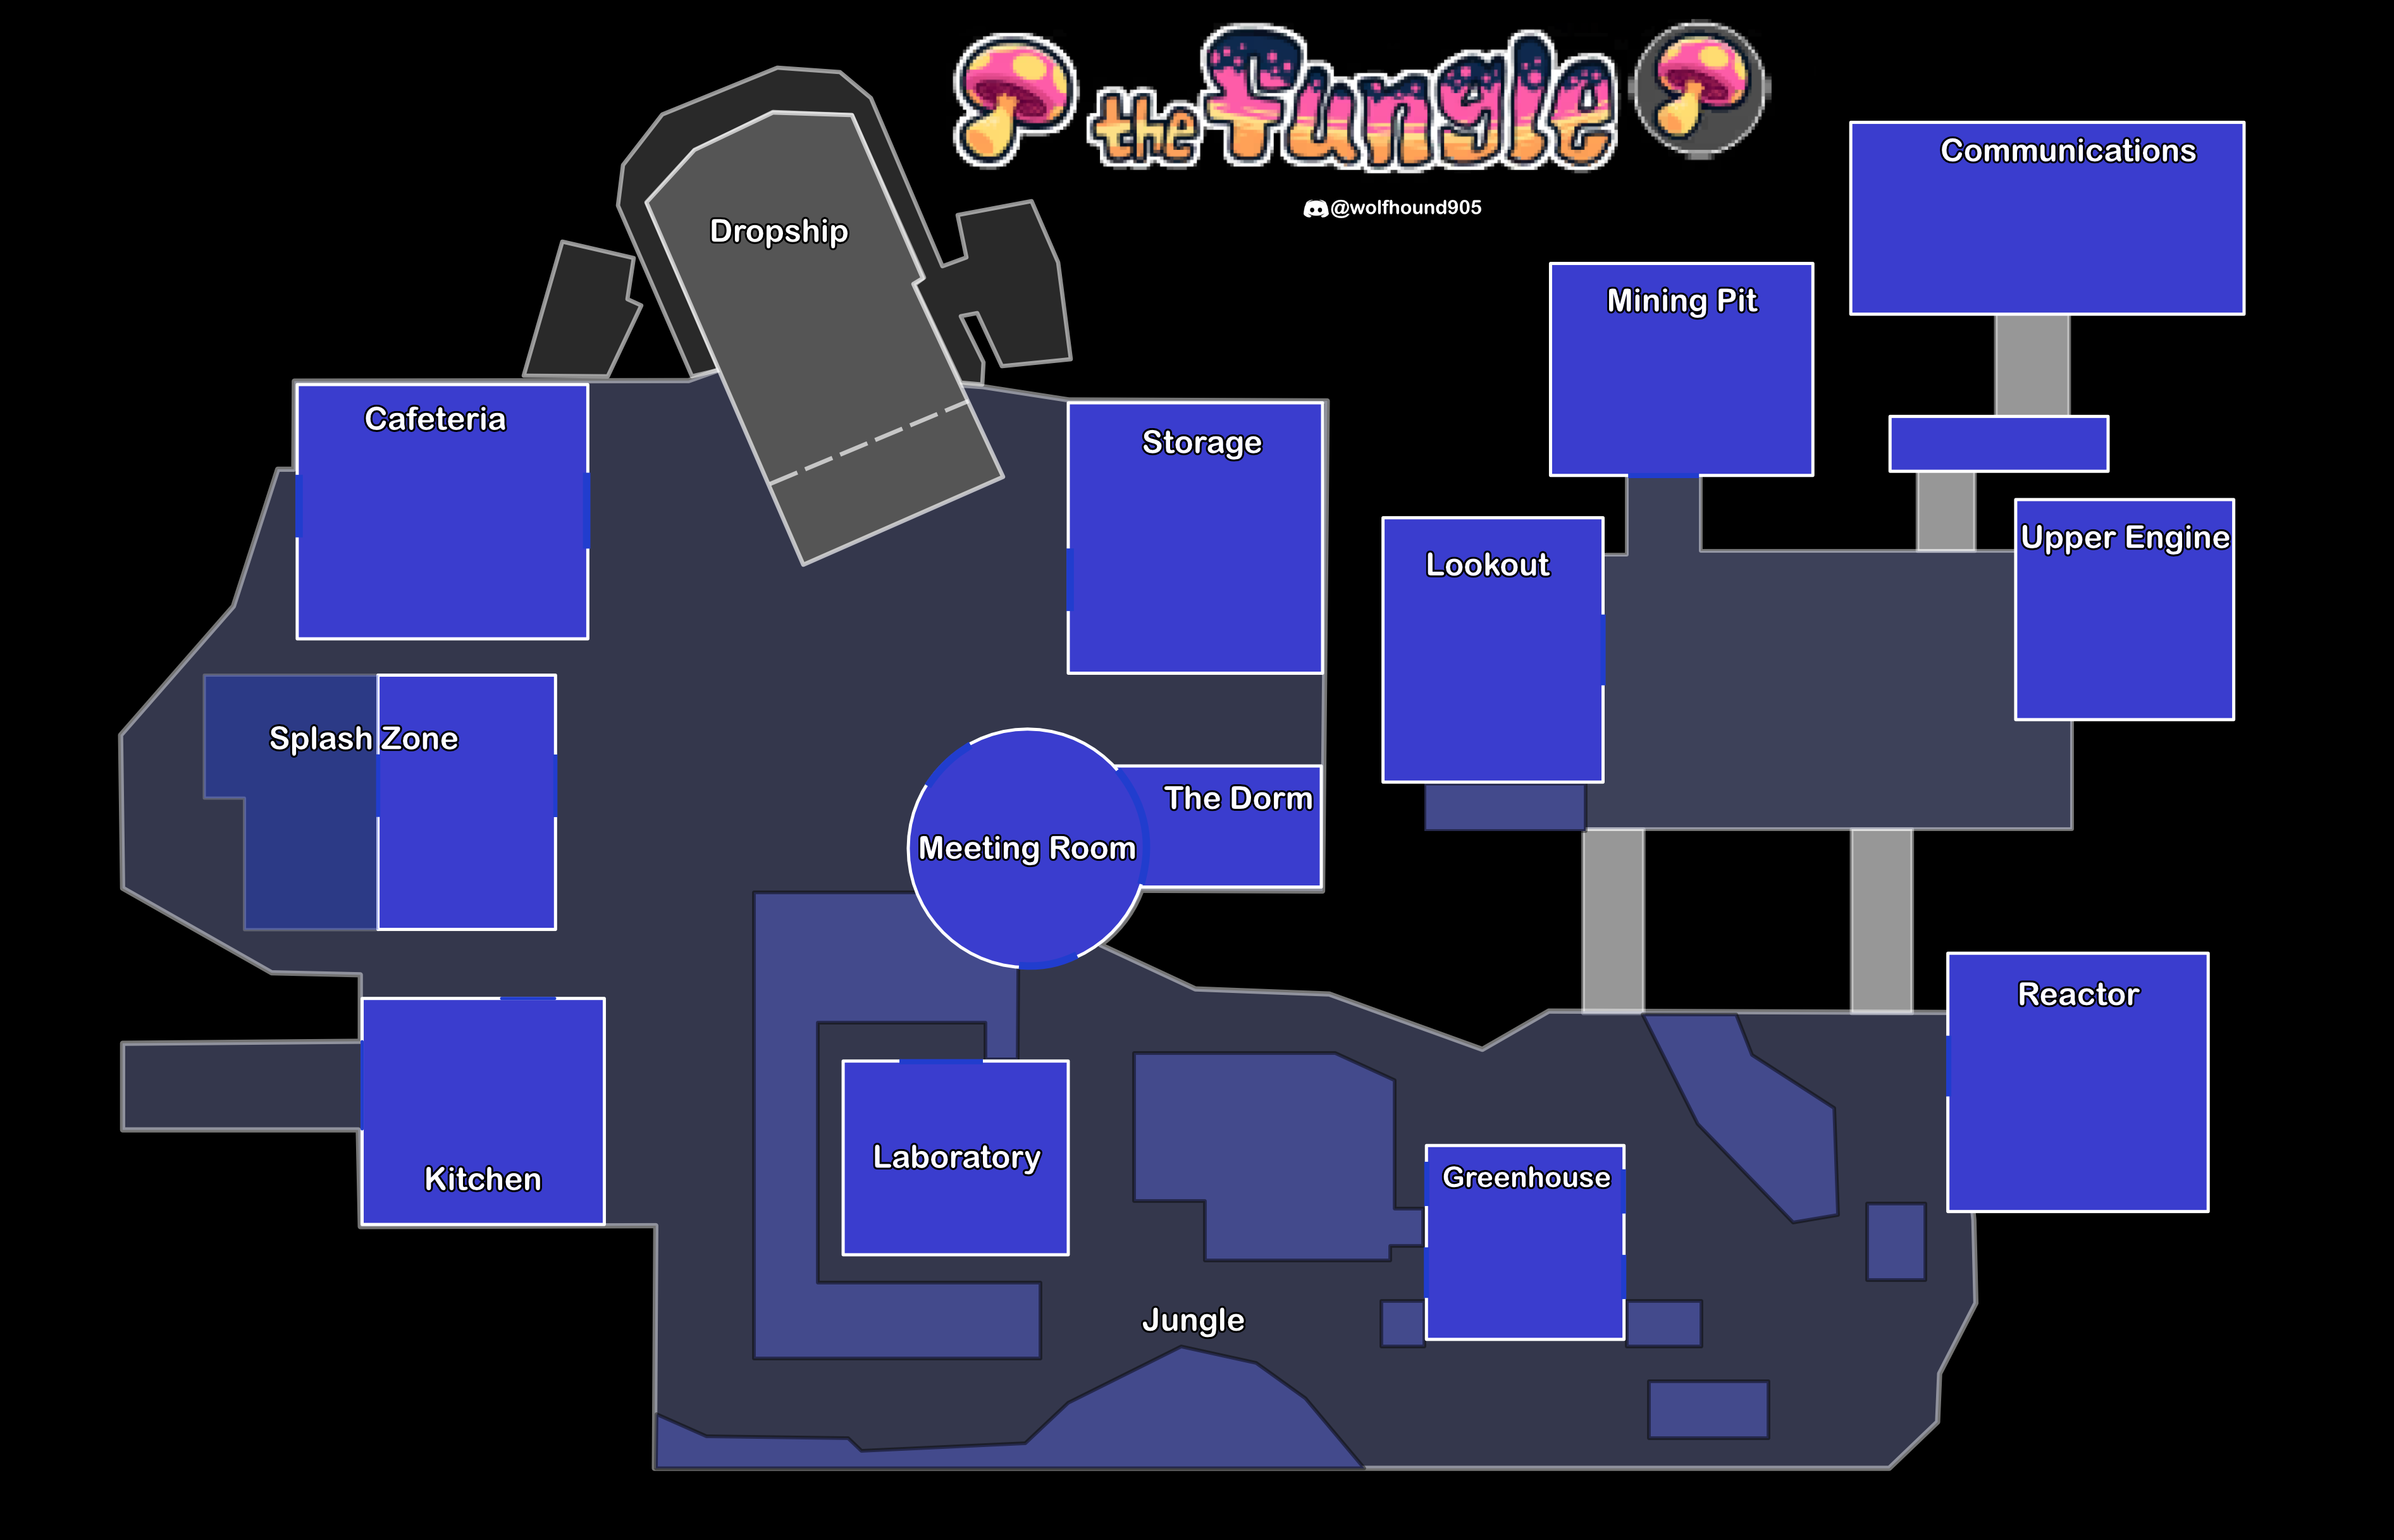 the Fungle
@wolfhound905
Communications
Dropship
Mining Pit
Cafeteria
Storage
Upper Engine
Lookout
Splash Zone
The Dorm
Meeting Room
Reactor
Laboratory
Greenhouse
Kitchen
Jungle